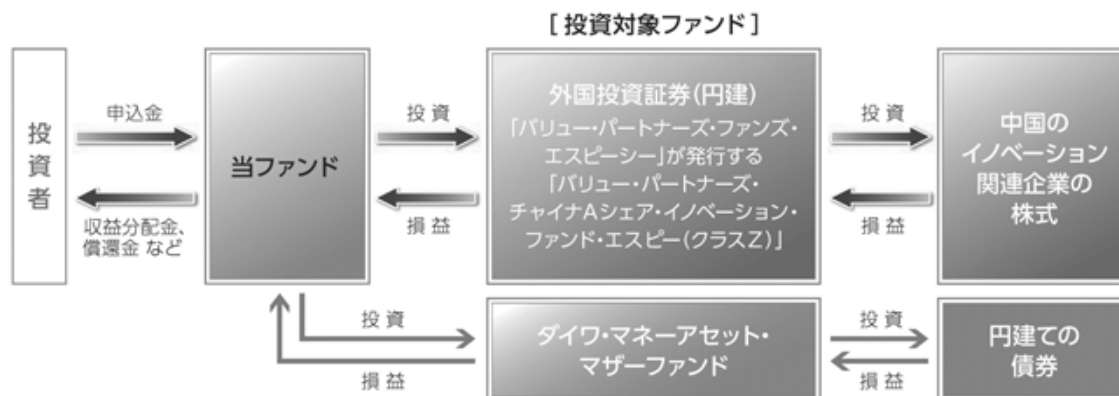 [投資対象ファンド]
投資者
申込金
収益分配金、
償還金 など
当ファンド
投 資
損 益
外国投資証券(円建)
「バリュー・パートナーズ・ファンズ・
エスピーシー」が発行する
「バリュー・パートナーズ・
チャイナAシェア・イノベーション・
ファンド・エスピー(クラスZ)」
投 資
損 益
中国の
イノベーション
関連企業の
株式
投 資
損 益
ダイワ・マネーアセット・
マザーファンド
投 資
損 益
円建ての
債券